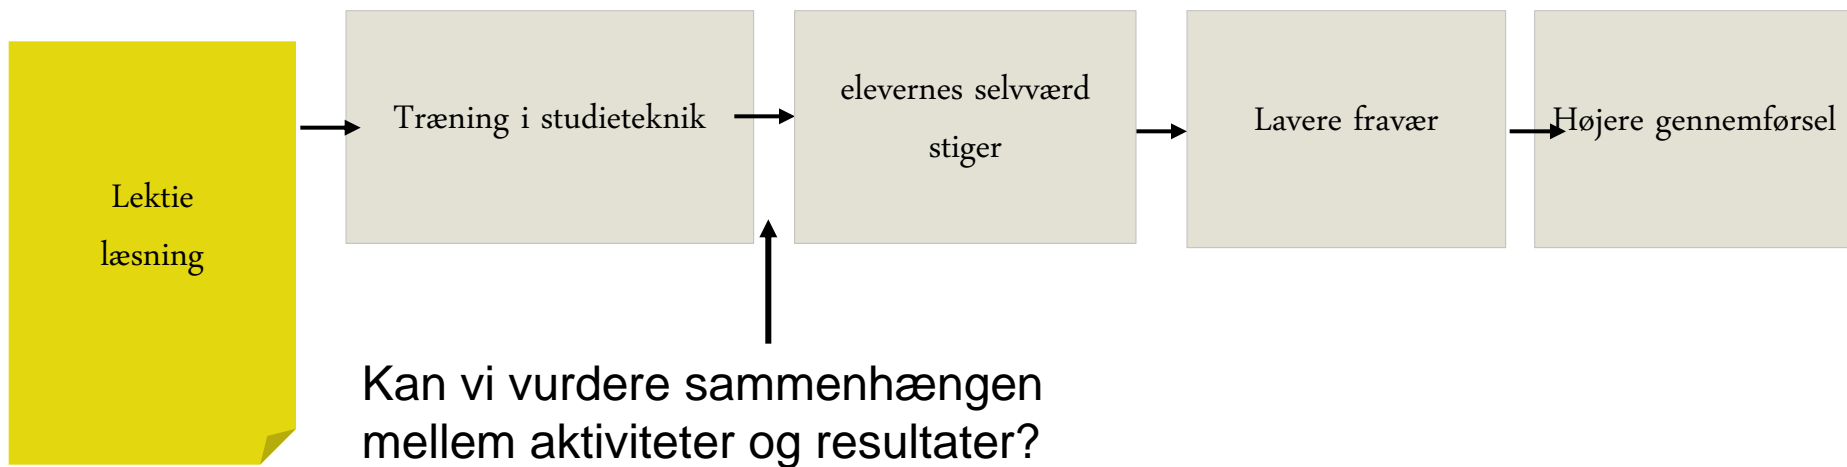 Lektie
læsning
Træning i studieteknik
elevernes selvværd
stiger
Lavere fravær
Højere gennemførsel
Kan vi vurdere sammenhængen
mellem aktiviteter og resultater?